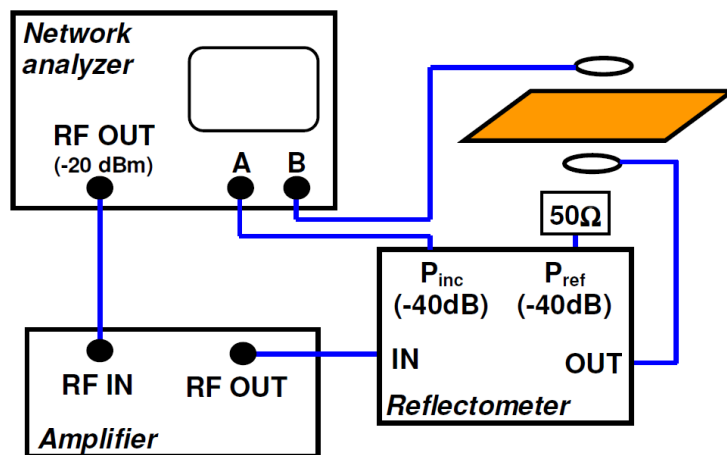 Network
analyzer
RF OUT
(-20 dBm)
A
B
50Ω
P_inc
(-40dB)
P_ref
(-40dB)
IN
OUT
Reflectometer
RF IN
RF OUT
Amplifier